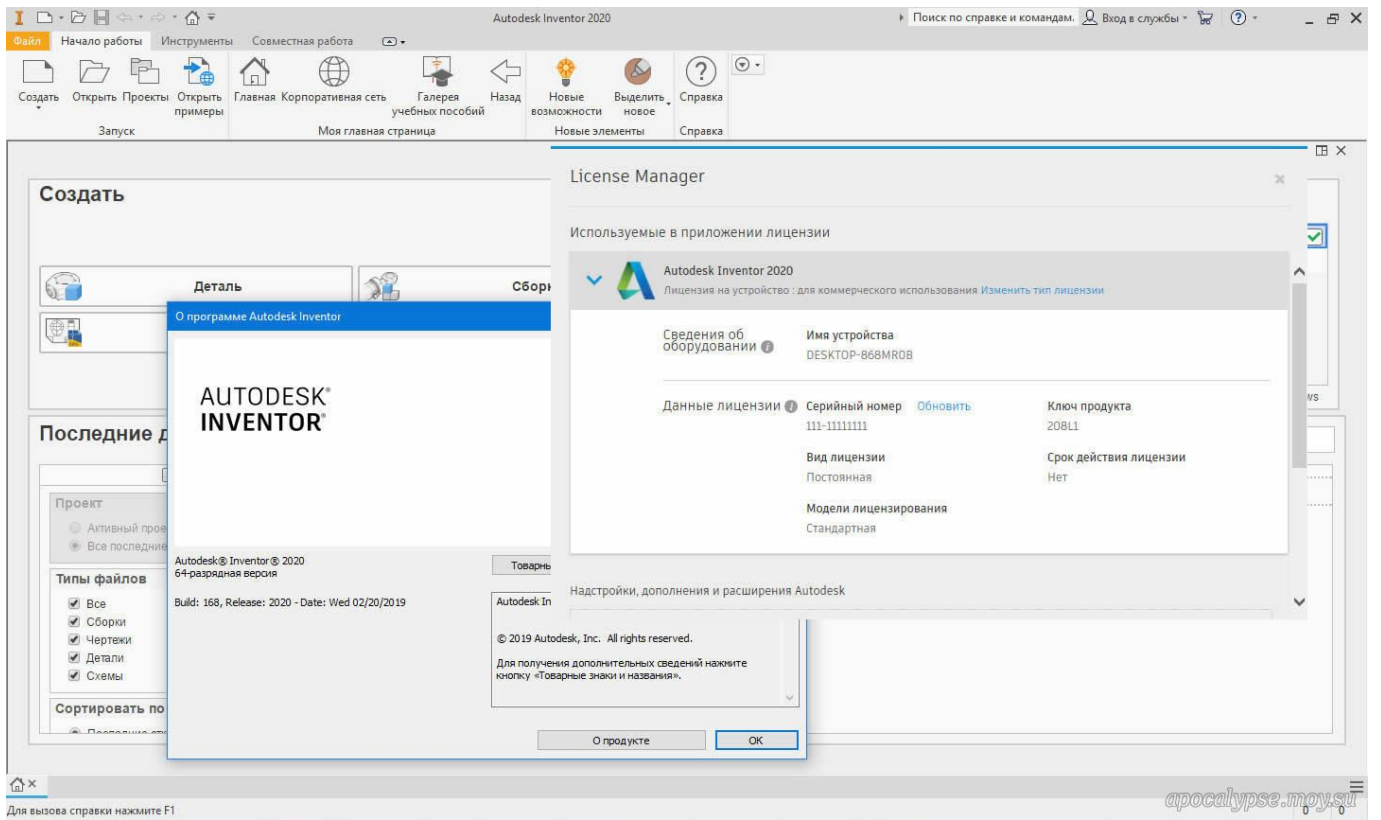 Autodesk Inventor 2020
Поиск по справке и командам.
Вход в службы
Файл
Начало работы
Инструменты
Совместная работа
Создать
Открыть
Проекты
Открыть
примеры
Главная
Корпоративная сеть
Галерея
учебных пособий
Назад
Новые
возможности
Выделить
новое
Справка
Запуск
Моя главная страница
Новые элементы
Справка
Создать
Деталь
Последние
Проект
Активный
Все последние
Типы файлов
Все
Сборки
Чертежи
Детали
Схемы
Сортировать по
О программе Autodesk Inventor
AUTODESK®
INVENTOR®
Autodesk® Inventor® 2020
64-разрядная версия
Build: 168, Release: 2020 - Date: Wed 02/20/2019
Autodesk
© 2019 Autodesk, Inc. All rights reserved.
Для получения дополнительных сведений нажмите
кнопку «Товарные знаки и названия».
О продукте
OK
License Manager
Используемые в приложении лицензии
Autodesk Inventor 2020
Лицензия на устройство : для коммерческого использования Изменить тип лицензии
Сведения об
оборудовании
Имя устройства
DESKTOP-868MR0B
Данные лицензии
Серийный номер
Обновить
111-11111111
Ключ продукта
208L1
Вид лицензии
Постоянная
Срок действия лицензии
Нет
Модели лицензирования
Стандартная
Надстройки, дополнения и расширения Autodesk
Для вызова справки нажмите F1
0 0
apocalypse.moy.su